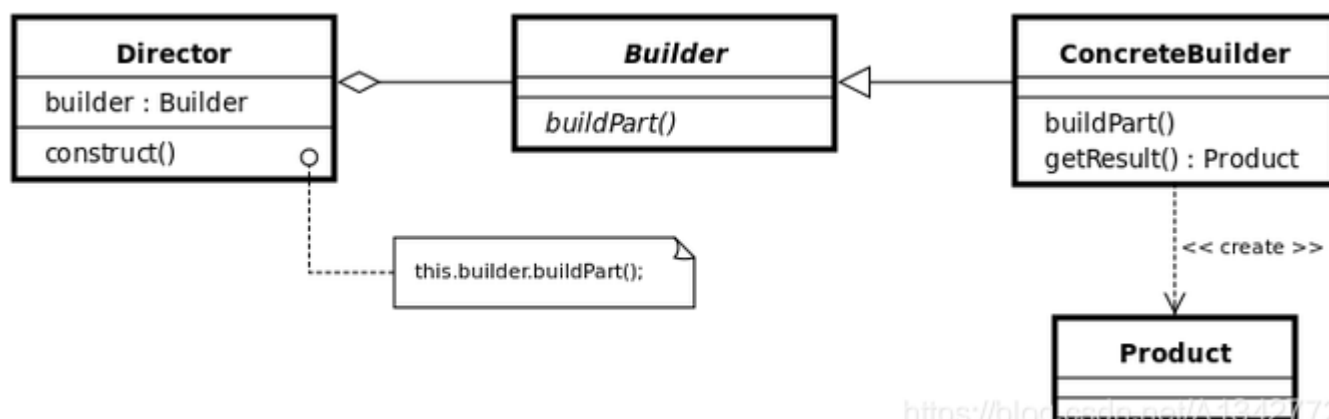 Director
builder : Builder
construct()
Builder
buildPart()
ConcreteBuilder
buildPart()
getResult() : Product
this.builder.buildPart();
<< create >>
Product